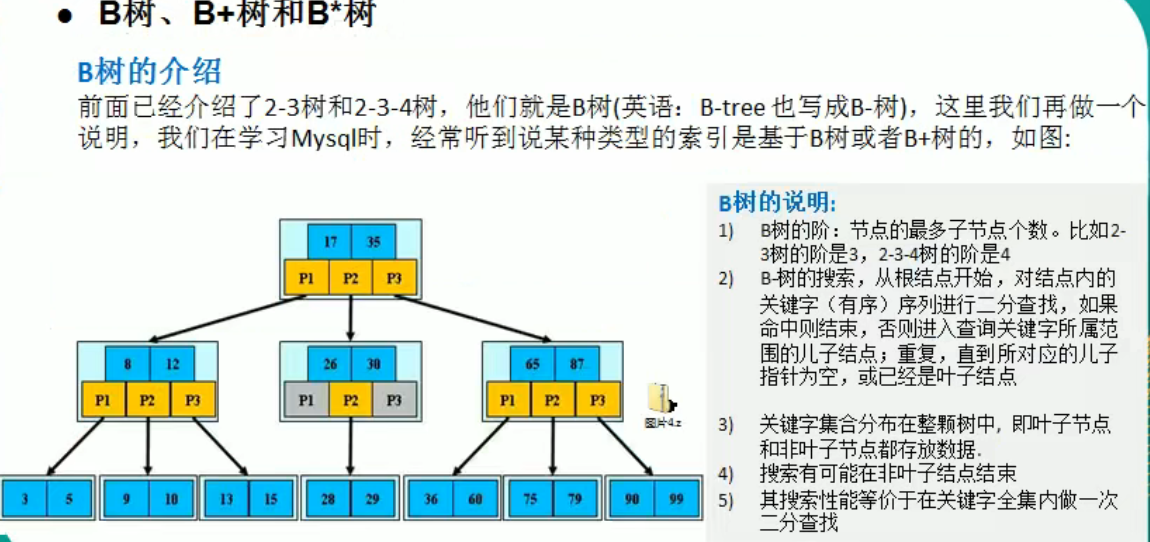 ● B树、B+树和B*树
B树的介绍
前面已经介绍了2-3树和2-3-4树，他们就是B树(英语：B-tree 也写成B-树)，这里我们再做一个
说明，我们在学习Mysql时，经常听到说某种类型的索引是基于B树或者B+树的，如图:
17 35
P1 P2 P3
8 12
P1 P2 P3
26 30
P1 P2 P3
65 87
P1 P2 P3
3 5
9 10
13 15
28 29
36 60
75 79
90 99
图片4.z
B树的说明:
1) B树的阶：节点的最多子节点个数。比如2-
3树的阶是3，2-3-4树的阶是4
2) B-树的搜索，从根结点开始，对结点内的
关键字（有序）序列进行二分查找，如果
命中则结束，否则进入查询关键字所属范
围的儿子结点；重复，直到所对应的儿子
指针为空，或已经是叶子结点
3) 关键字集合分布在整颗树中, 即叶子节点
和非叶子节点都存放数据.
4) 搜索有可能在非叶子结点结束
5) 其搜索性能等价于在关键字全集内做一次
二分查找